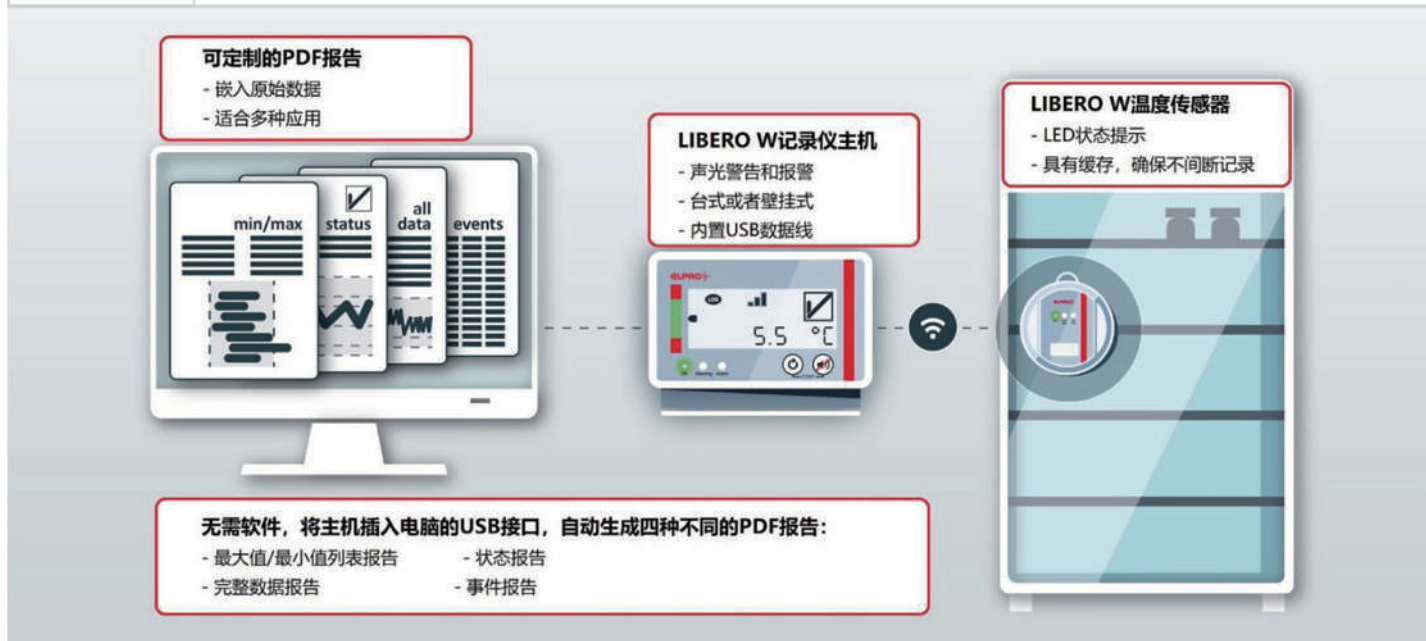 可定制的PDF报告
- 嵌入原始数据
- 适合多种应用
min/max
status
all
data
events
LIBERO W记录仪主机
- 声光警告和报警
- 台式或者壁挂式
- 内置USB数据线
ELPRO
USB
5.5 °C
LIBERO W温度传感器
- LED状态提示
- 具有缓存，确保不间断记录
ELPRO
无需软件，将主机插入电脑的USB接口，自动生成四种不同的PDF报告：
- 最大值/最小值列表报告 - 状态报告
- 完整数据报告 - 事件报告